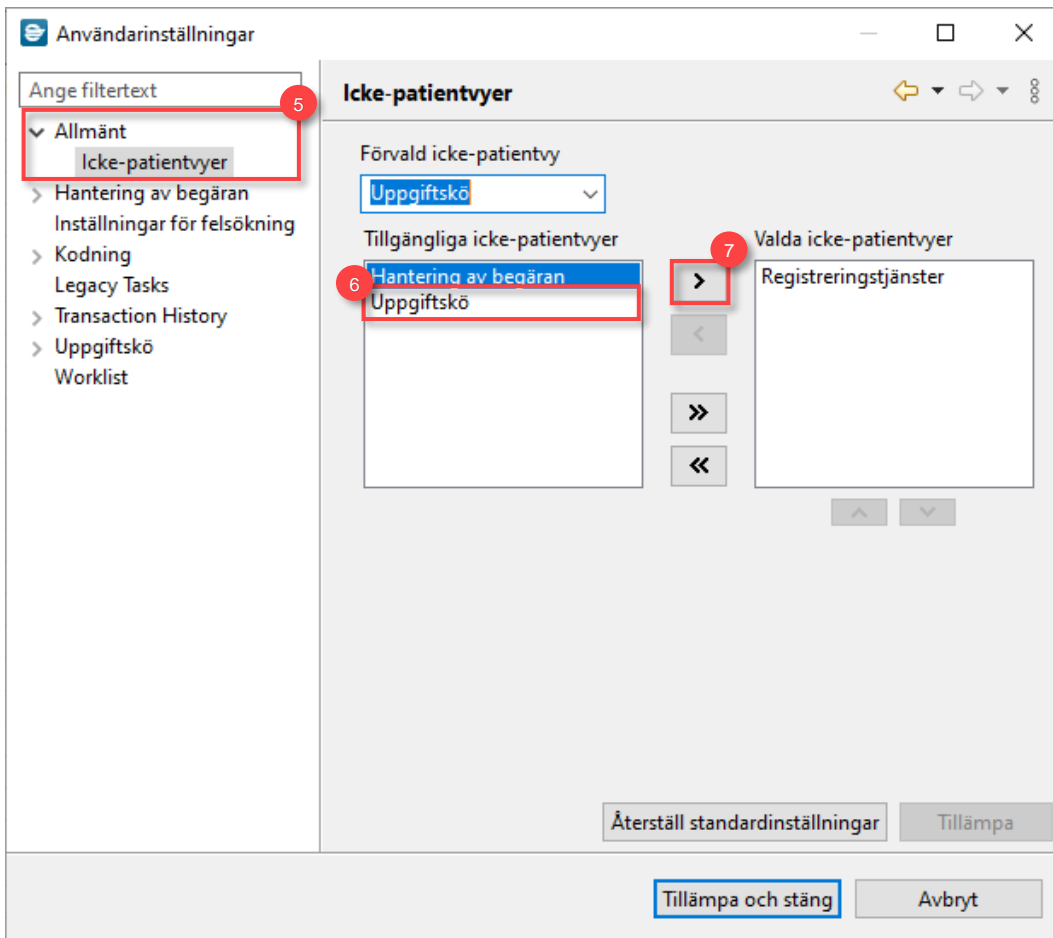 Användarinställningar
Ange filtertext
5
Allmänt
Icke-patientvyer
Hantering av begäran
Inställningar för felsökning
Kodning
Legacy Tasks
Transaction History
Uppgiftskö
Worklist
Icke-patientvyer
Förvald icke-patientvy
Uppgiftskö
Tillgängliga icke-patientvyer
Hantering av begäran
6
Uppgiftskö
7
Valda icke-patientvyer
Registreringstjänster
Återställ standardinställningar
Tillämpa
Tillämpa och stäng
Avbryt